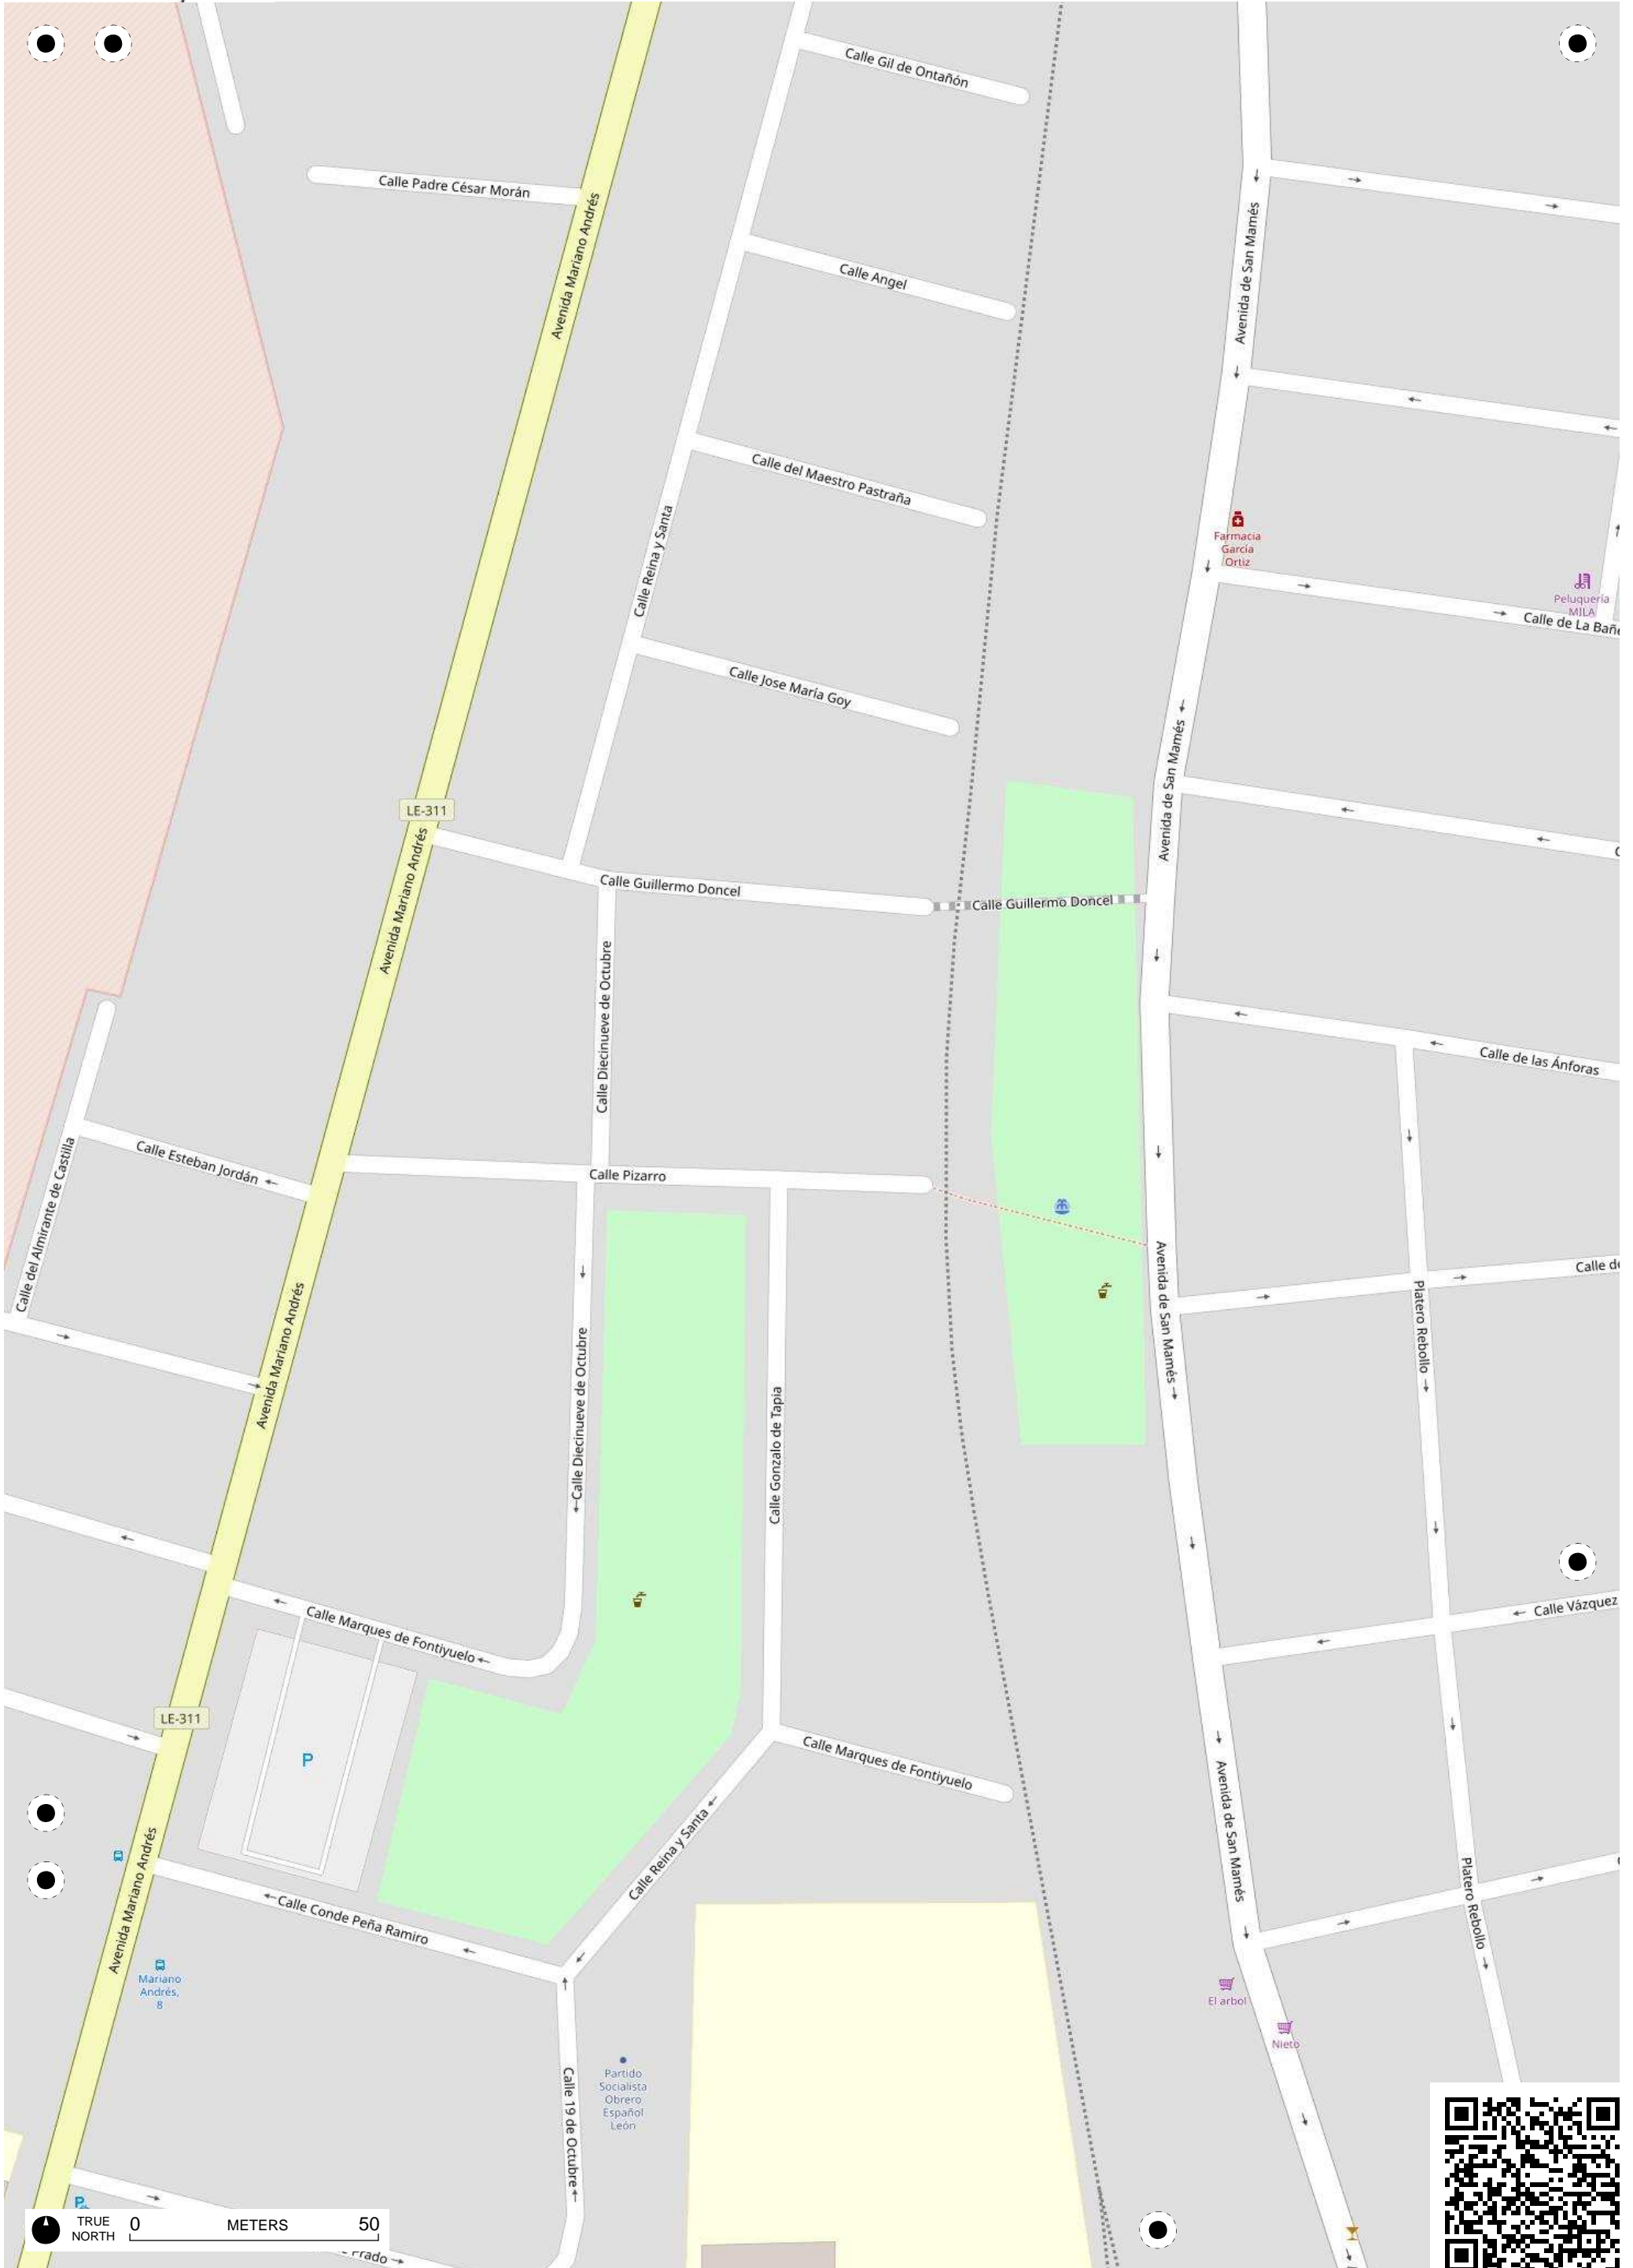 Calle Gil de Ontañón
Calle Padre César Morán
Avenida Mariano Andrés
Avenida de San Mamés
Calle Angel
Calle del Maestro Pastraña
Calle Reina y Santa
Farmacia
García
Ortiz
Peluquería
MILA
Calle de La Bañe
Calle Jose María Goy
LE-311
Avenida de San Mamés
Avenida Mariano Andrés
Calle Guillermo Doncel
Calle Guillermo Doncel
Calle Diecinueve de Octubre
Calle de las Ánforas
Calle Esteban Jordán
Calle Pizarro
Calle del Almirante de Castilla
Avenida de San Mamés
Calle de
Platero Rebollo
Avenida Mariano Andrés
Calle Diecinueve de Octubre
Calle Gonzalo de Tapia
Calle Marques de Fontiyuelo
Calle Vázquez
LE-311
P
Calle Marques de Fontiyuelo
Calle Reina y Santa
Avenida de San Mamés
Avenida Mariano Andrés
Calle Conde Peña Ramiro
Platero Rebollo
Mariano
Andrés,
8
El arbol
Nieto
Partido
Socialista
Obrero
Español
León
Calle 19 de Octubre
P
TRUE
NORTH
0 METERS 50
Prado